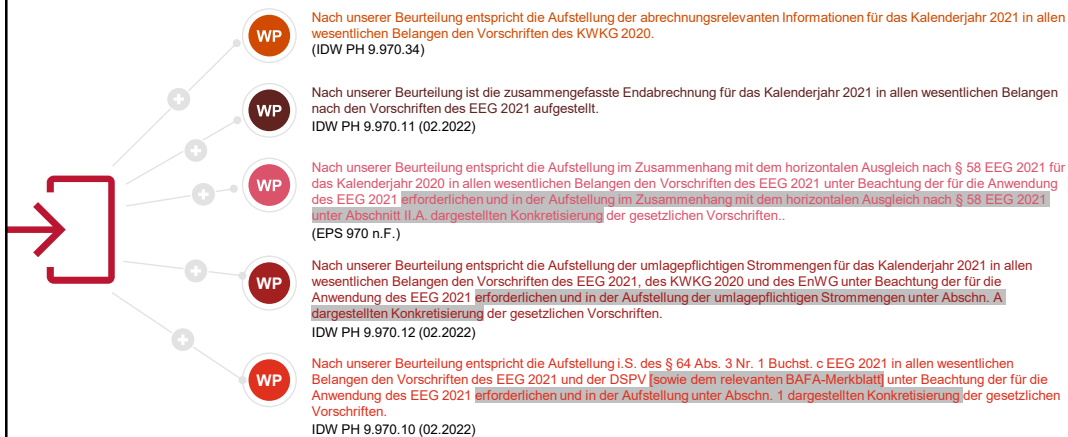 WP
Nach unserer Beurteilung entspricht die Aufstellung der abrechnungsrelevanten Informationen für das Kalenderjahr 2021 in allen
wesentlichen Belangen den Vorschriften des KWKG 2020.
(IDW PH 9.970.34)
WP
Nach unserer Beurteilung ist die zusammengefasste Endabrechnung für das Kalenderjahr 2021 in allen wesentlichen Belangen
nach den Vorschriften des EEG 2021 aufgestellt.
IDW PH 9.970.11 (02.2022)
WP
Nach unserer Beurteilung entspricht die Aufstellung im Zusammenhang mit dem horizontalen Ausgleich nach § 58 EEG 2021 für
das Kalenderjahr 2020 in allen wesentlichen Belangen den Vorschriften des EEG 2021 unter Beachtung der für die Anwendung
des EEG 2021 erforderlichen und in der Aufstellung im Zusammenhang mit dem horizontalen Ausgleich nach § 58 EEG 2021
unter Abschnitt II.A. dargestellten Konkretisierung der gesetzlichen Vorschriften..
(EPS 970 n.F.)
WP
Nach unserer Beurteilung entspricht die Aufstellung der umlagepflichtigen Strommengen für das Kalenderjahr 2021 in allen
wesentlichen Belangen den Vorschriften des EEG 2021, des KWKG 2020 und des EnWG unter Beachtung der für die
Anwendung des EEG 2021 erforderlichen und in der Aufstellung der umlagepflichtigen Strommengen unter Abschn. A
dargestellten Konkretisierung der gesetzlichen Vorschriften.
IDW PH 9.970.12 (02.2022)
WP
Nach unserer Beurteilung entspricht die Aufstellung i.S. des § 64 Abs. 3 Nr. 1 Buchst. c EEG 2021 in allen wesentlichen
Belangen den Vorschriften des EEG 2021 und der DSPV [sowie dem relevanten BAFA-Merkblatt] unter Beachtung der für die
Anwendung des EEG 2021 erforderlichen und in der Aufstellung unter Abschn. 1 dargestellten Konkretisierung der gesetzlichen
Vorschriften.
IDW PH 9.970.10 (02.2022)